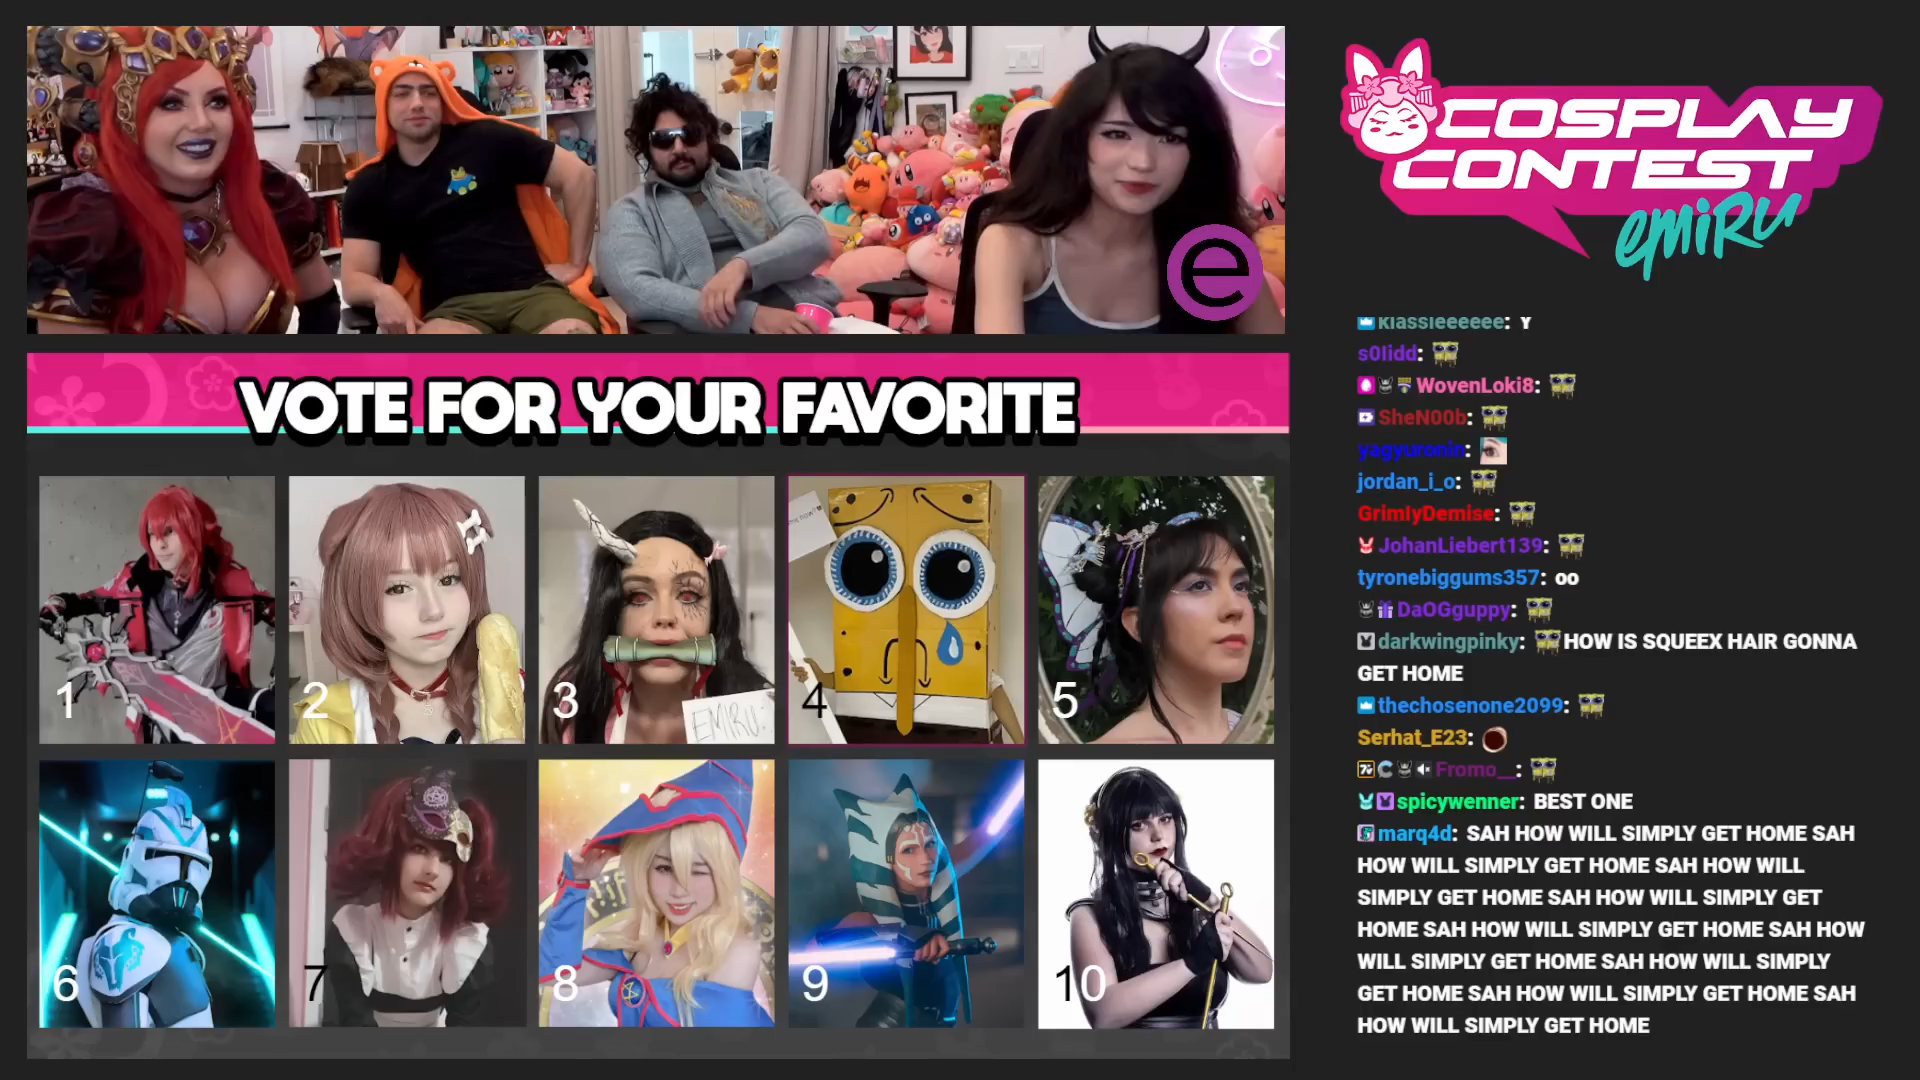 COSPLAY
CONTEST
emiru
e
VOTE FOR YOUR FAVORITE
1
2
3
EMIRU:
4
5
6
7
8
9
10
klassieeeeee: Y
s0lidd:
WovenLoki8:
SheN00b:
yagyuronin:
jordan_i_o:
GrimlyDemise:
JohanLiebert139:
tyronebiggums357: oo
DaOGguppy:
darkwingpinky: HOW IS SQUEEX HAIR GONNA
GET HOME
thechosenone2099:
Serhat_E23:
Fromo__:
spicywenner: BEST ONE
marq4d: SAH HOW WILL SIMPLY GET HOME SAH
HOW WILL SIMPLY GET HOME SAH HOW WILL
SIMPLY GET HOME SAH HOW WILL SIMPLY GET
HOME SAH HOW WILL SIMPLY GET HOME SAH HOW
WILL SIMPLY GET HOME SAH HOW WILL SIMPLY
GET HOME SAH HOW WILL SIMPLY GET HOME SAH
HOW WILL SIMPLY GET HOME